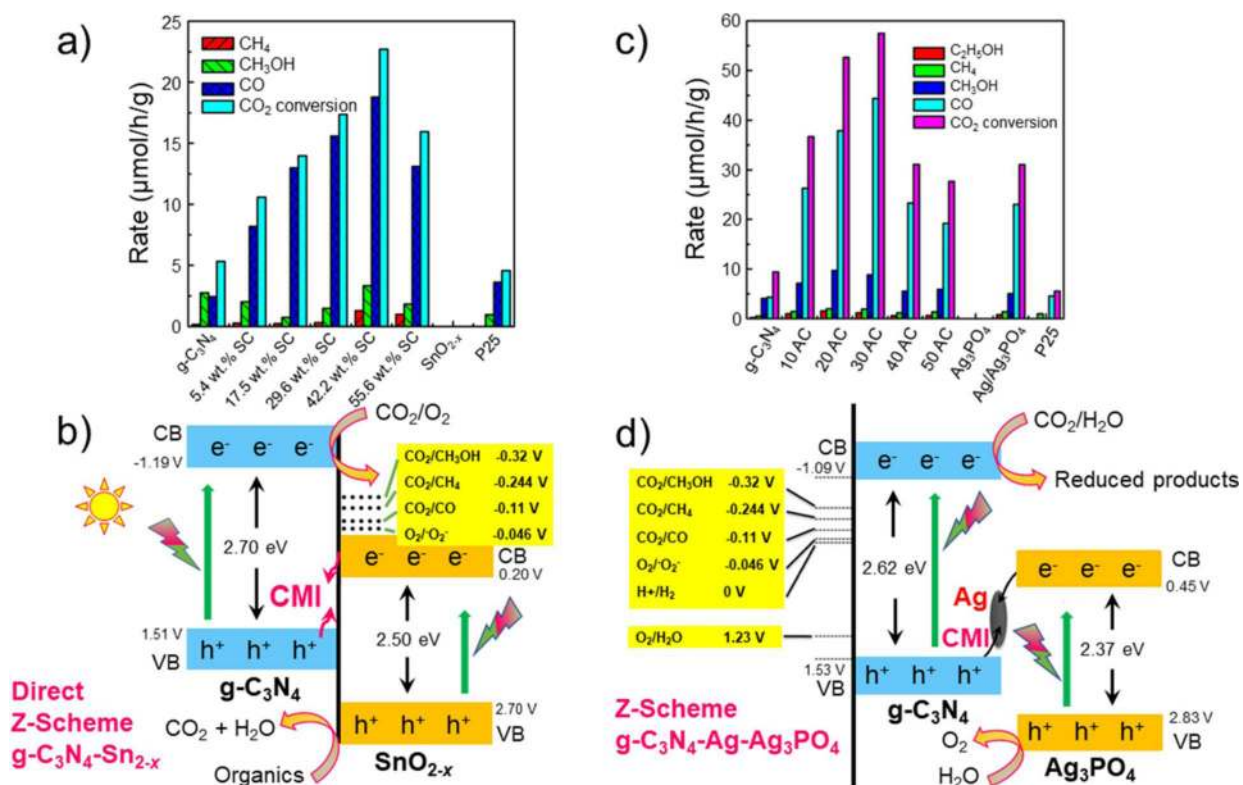 a)
25
20
15
10
5
0
Rate (µmol/h/g)
CH₄
CH₃OH
CO
CO₂ conversion
g-C₃N₄
5.4 wt.% SC
17.5 wt.% SC
29.6 wt.% SC
42.2 wt.% SC
55.6 wt.% SC
SnO₂₋ₓ
P25
c)
60
50
40
30
20
10
0
Rate (µmol/h/g)
C₂H₅OH
CH₄
CH₃OH
CO
CO₂ conversion
g-C₃N₄
10 AC
20 AC
30 AC
40 AC
50 AC
Ag₃PO₄
Ag/Ag₃PO₄
P25
b)
CO₂/O₂
CB
-1.19 V
e⁻ e⁻ e⁻
CO₂/CH₃OH -0.32 V
CO₂/CH₄ -0.244 V
CO₂/CO -0.11 V
O₂/·O₂⁻ -0.046 V
2.70 eV
e⁻ e⁻ e⁻
CB
0.20 V
CMI
1.51 V
VB
h⁺ h⁺ h⁺
g-C₃N₄
2.50 eV
Direct
Z-Scheme
g-C₃N₄-Sn₂₋ₓ
CO₂ + H₂O
Organics
h⁺ h⁺ h⁺
2.70 V
VB
SnO₂₋ₓ
d)
CO₂/H₂O
CB
-1.09 V
e⁻ e⁻ e⁻
Reduced products
CO₂/CH₃OH -0.32 V
CO₂/CH₄ -0.244 V
CO₂/CO -0.11 V
O₂/·O₂⁻ -0.046 V
H+/H₂ 0 V
O₂/H₂O 1.23 V
2.62 eV
e⁻ e⁻ e⁻
CB
0.45 V
Ag
CMI
2.37 eV
1.53 V
VB
h⁺ h⁺ h⁺
g-C₃N₄
Z-Scheme
g-C₃N₄-Ag-Ag₃PO₄
O₂
H₂O
h⁺ h⁺ h⁺
2.83 V
VB
Ag₃PO₄